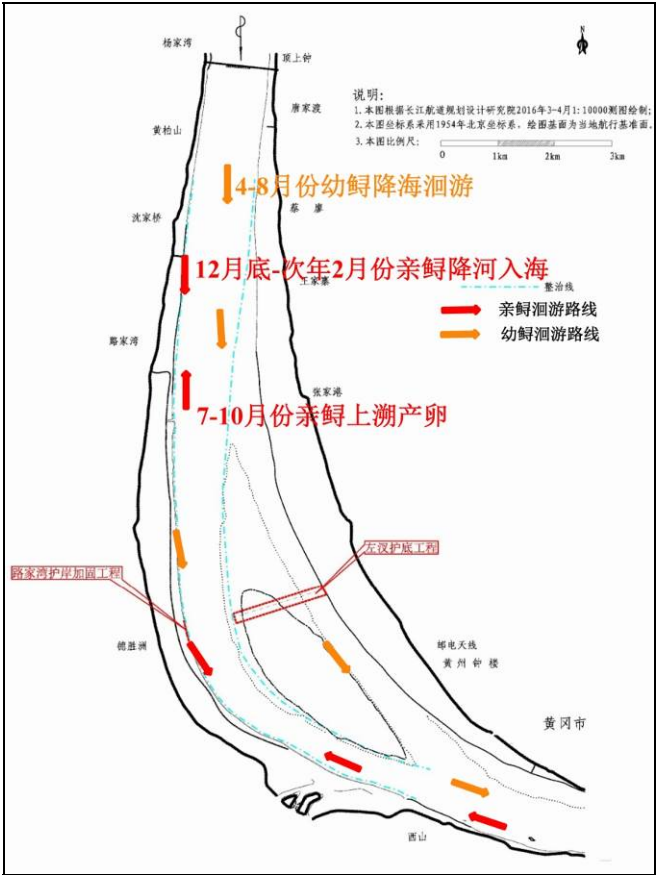 杨家湾
顶上钟
说明:
1.本图根据长江航道规划设计研究院2016年3-4月1:10000测图绘制;
2.本图坐标系采用1954年北京坐标系，绘图基面为当地航行基准面。
3.本图比例尺:
0 1km 2km 3km
唐家渡
黄柏山
4-8月份幼鲟降海洄游
蔡廖
沈家桥
12月底-次年2月份亲鲟降河入海
王家寨
整治线
亲鲟洄游路线
幼鲟洄游路线
路家湾
张家港
7-10月份亲鲟上溯产卵
左汊护底工程
路家湾护岸加固工程
德胜洲
邮电天线
黄州钟楼
黄冈市
西山